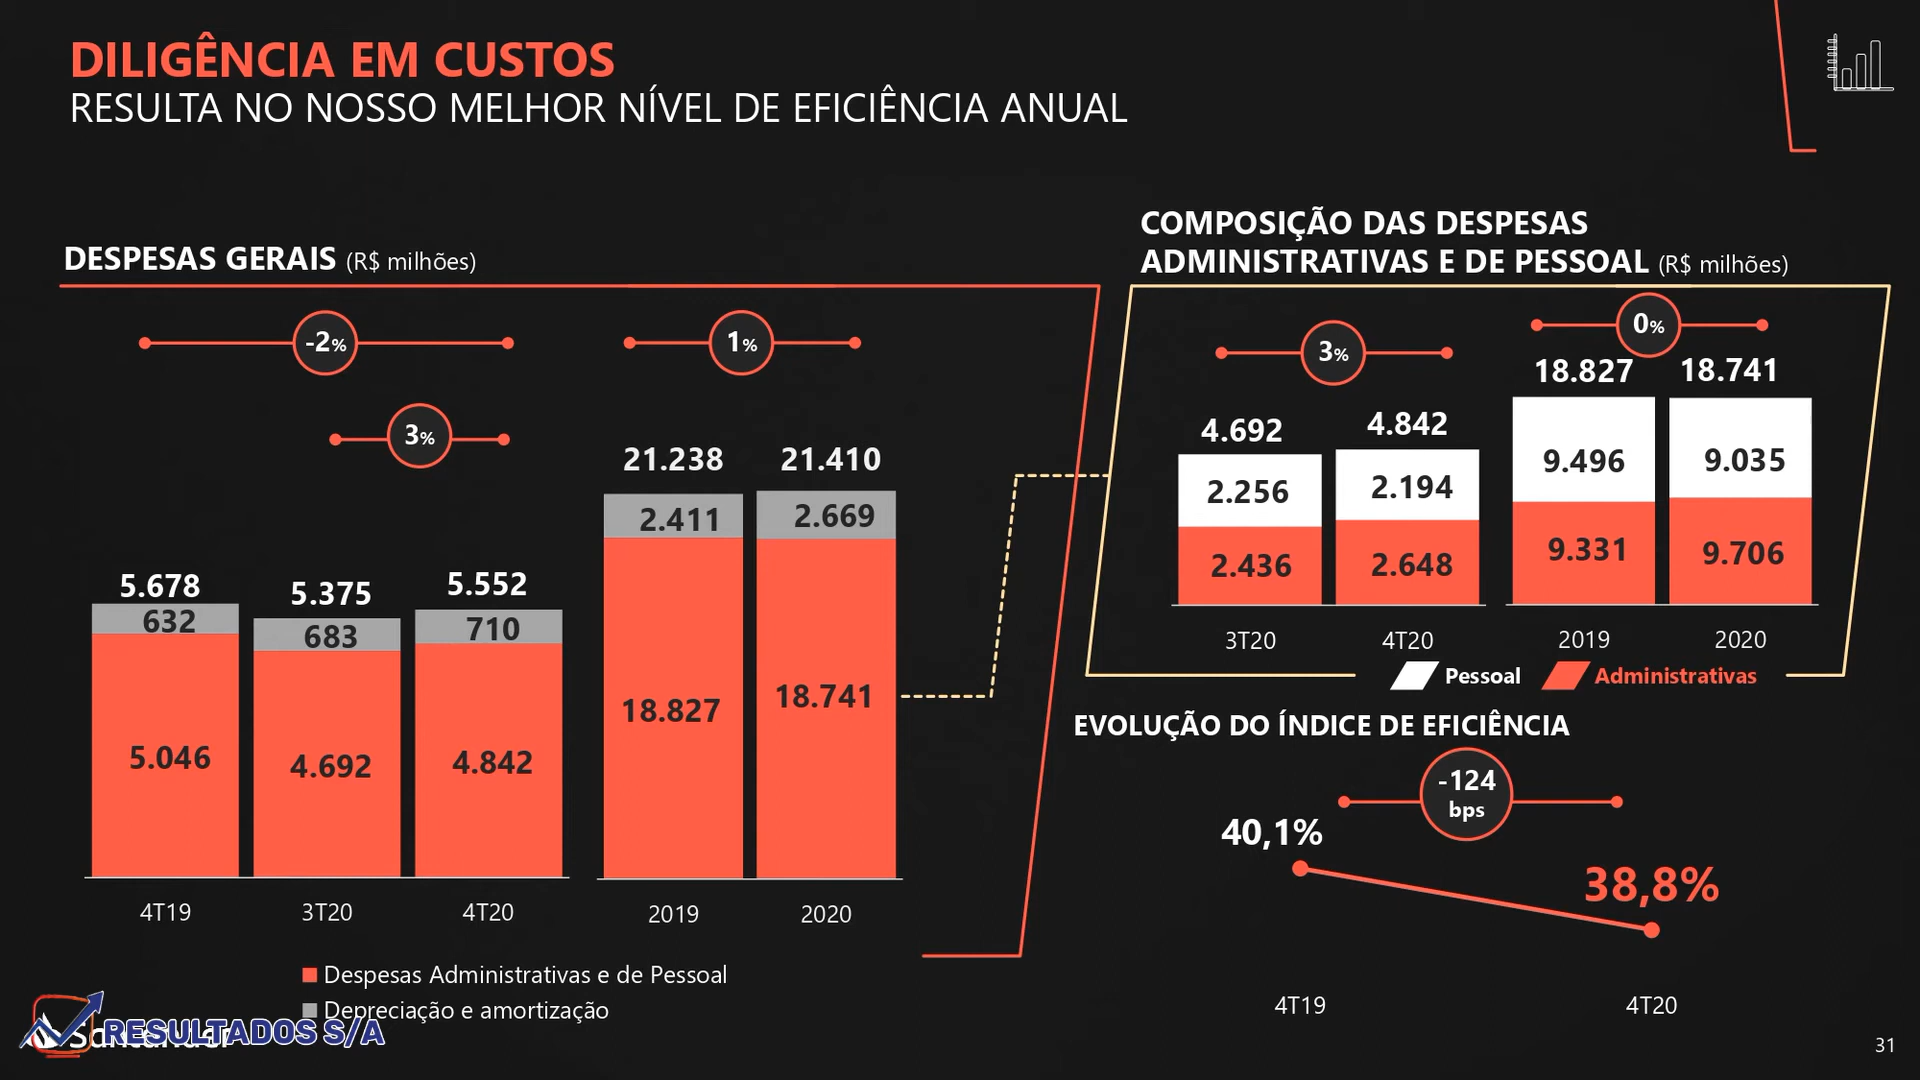 DILIGÊNCIA EM CUSTOS
RESULTA NO NOSSO MELHOR NÍVEL DE EFICIÊNCIA ANUAL
DESPESAS GERAIS (R$ milhões)
-2%
1%
3%
21.238 21.410
2.411 2.669
5.678 5.375 5.552
632 683 710
18.827 18.741
5.046 4.692 4.842
4T19 3T20 4T20 2019 2020
Despesas Administrativas e de Pessoal
Depreciação e amortização
COMPOSIÇÃO DAS DESPESAS
ADMINISTRATIVAS E DE PESSOAL (R$ milhões)
3%
0%
18.827 18.741
4.692 4.842
2.256 2.194 9.496 9.035
2.436 2.648 9.331 9.706
3T20 4T20 2019 2020
Pessoal Administrativas
EVOLUÇÃO DO ÍNDICE DE EFICIÊNCIA
-124
bps
40,1%
38,8%
4T19 4T20
Santander
RESULTADOS S/A
31